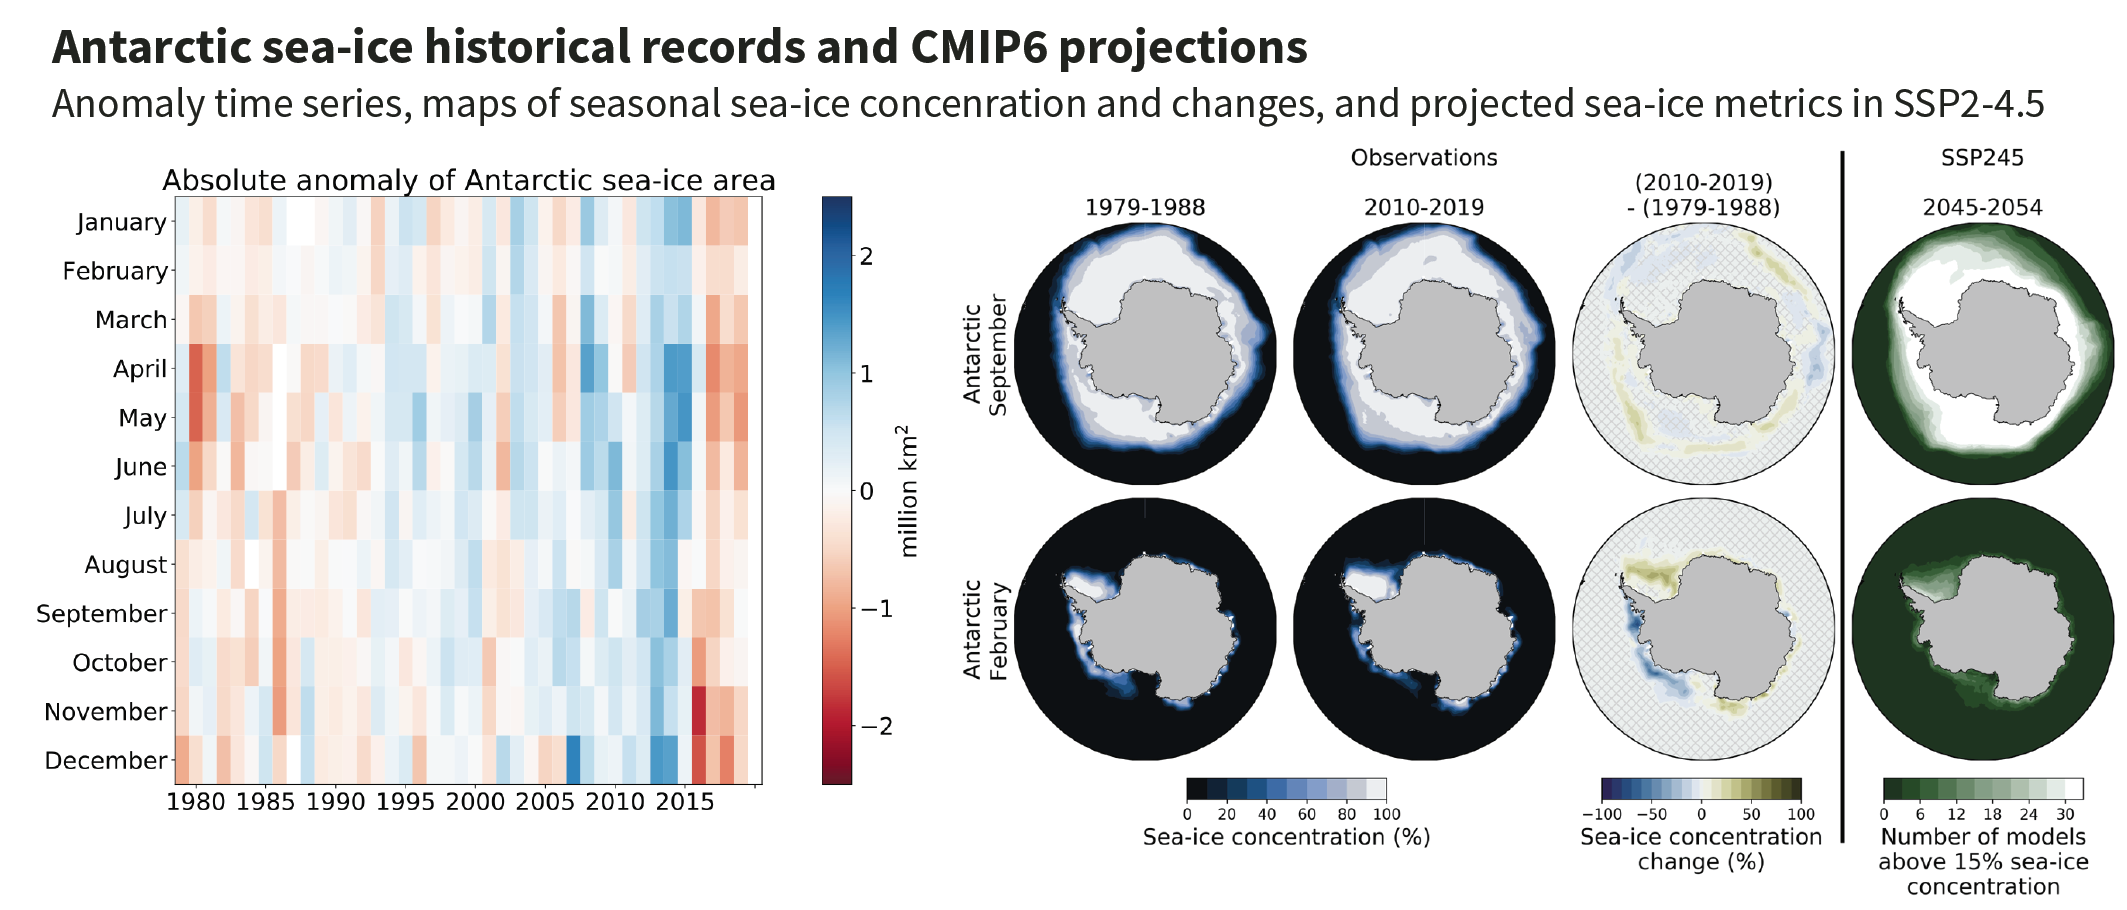 Antarctic sea-ice historical records and CMIP6 projections
Anomaly time series, maps of seasonal sea-ice concenration and changes, and projected sea-ice metrics in SSP2-4.5
Absolute anomaly of Antarctic sea-ice area
January
February
March
April
May
June
July
August
September
October
November
December
1980 1985 1990 1995 2000 2005 2010 2015
2
1
0
−1
−2
million km²
Observations
SSP245
1979-1988
2010-2019
(2010-2019)
- (1979-1988)
2045-2054
Antarctic
September
Antarctic
February
0 20 40 60 80 100
Sea-ice concentration (%)
−100 −50 0 50 100
Sea-ice concentration
change (%)
0 6 12 18 24 30
Number of models
above 15% sea-ice
concentration